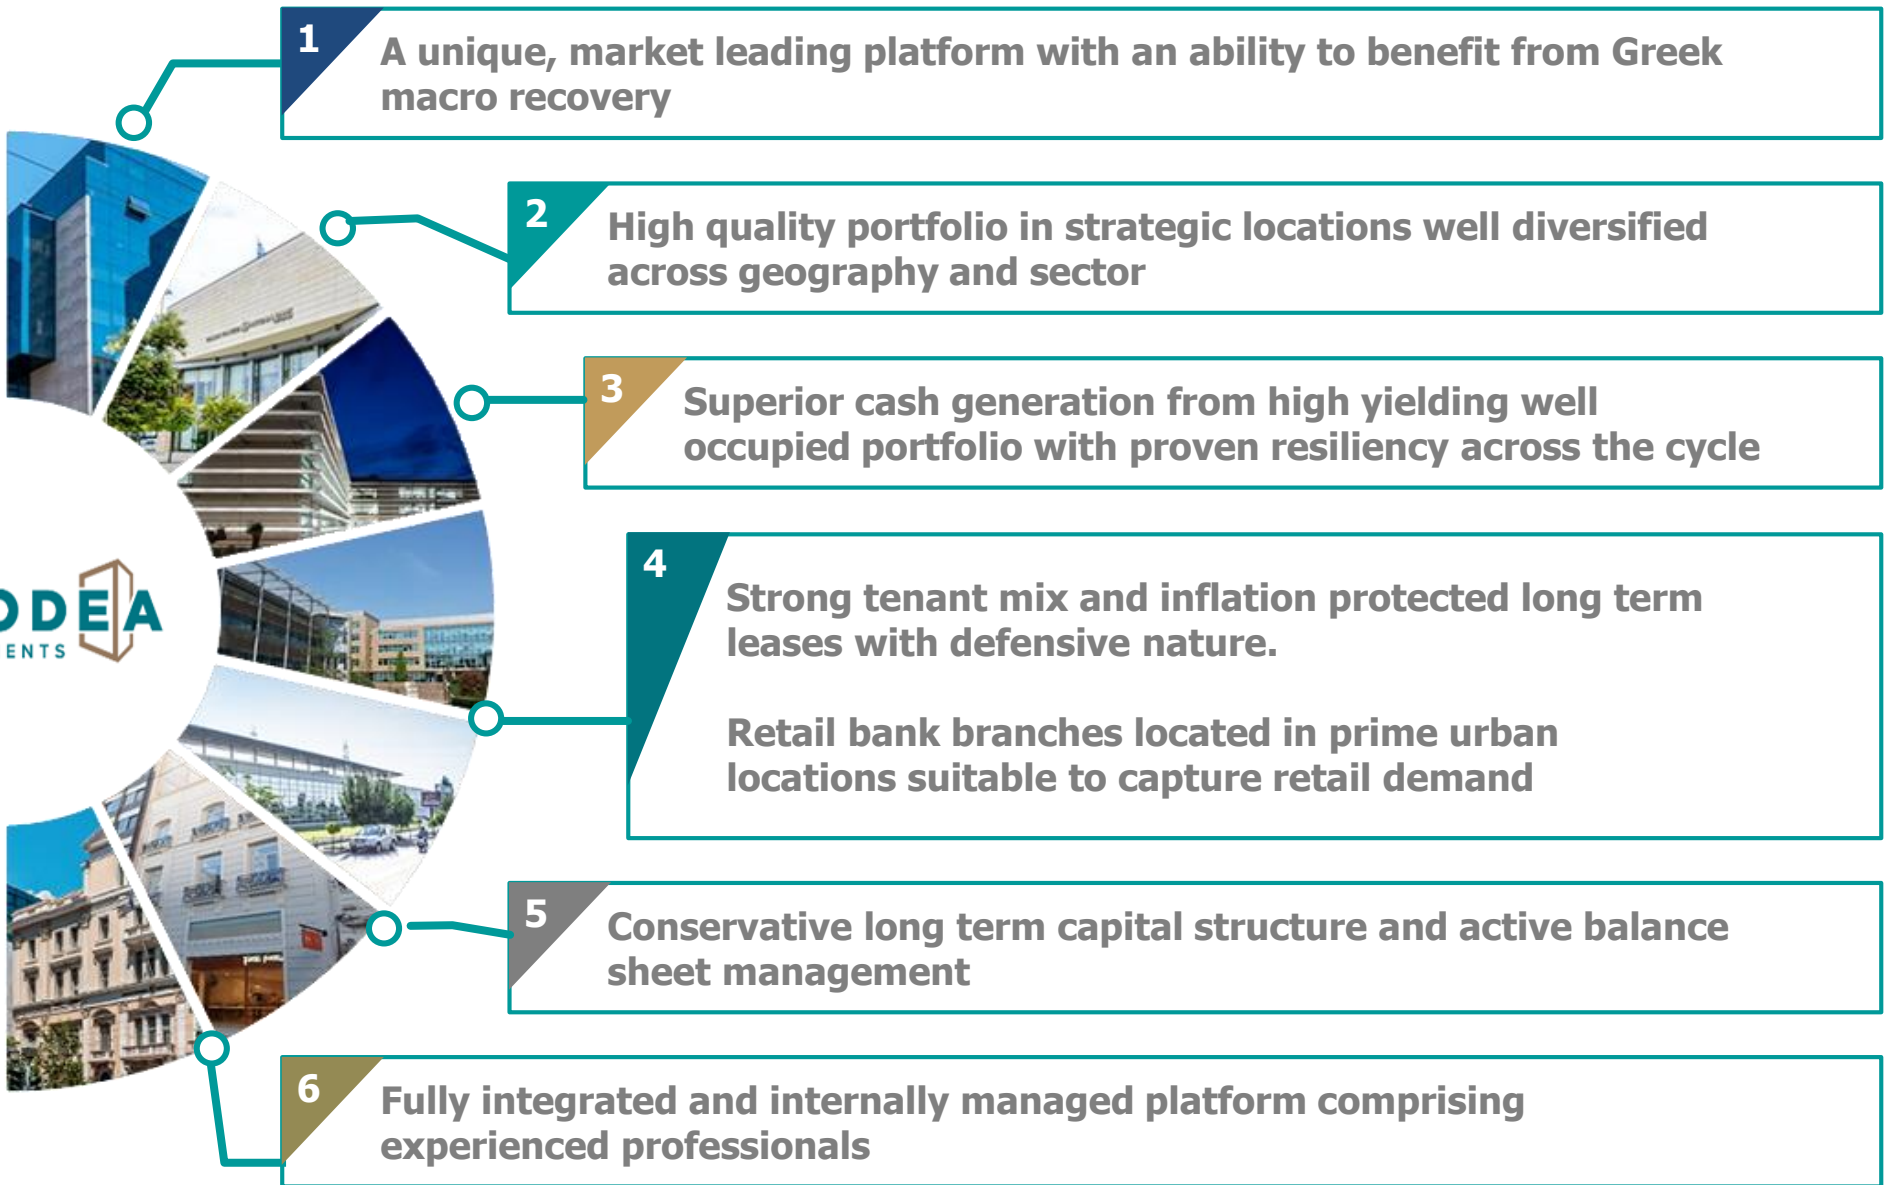 1
A unique, market leading platform with an ability to benefit from Greek
macro recovery
2
High quality portfolio in strategic locations well diversified
across geography and sector
3
Superior cash generation from high yielding well
occupied portfolio with proven resiliency across the cycle
4
Strong tenant mix and inflation protected long term
leases with defensive nature.
Retail bank branches located in prime urban
locations suitable to capture retail demand
ODEA
ENTS
5
Conservative long term capital structure and active balance
sheet management
6
Fully integrated and internally managed platform comprising
experienced professionals